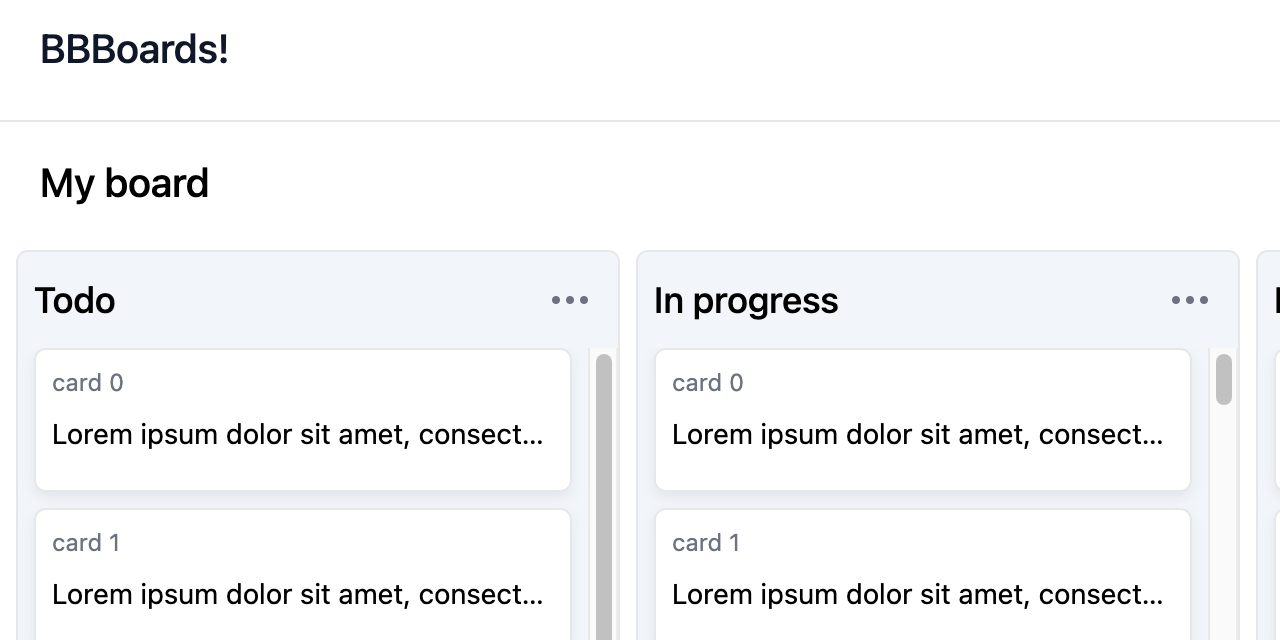 BBBoards!
My board
Todo
In progress
card 0
Lorem ipsum dolor sit amet, consect...
card 0
Lorem ipsum dolor sit amet, consect...
card 1
Lorem ipsum dolor sit amet, consect...
card 1
Lorem ipsum dolor sit amet, consect...